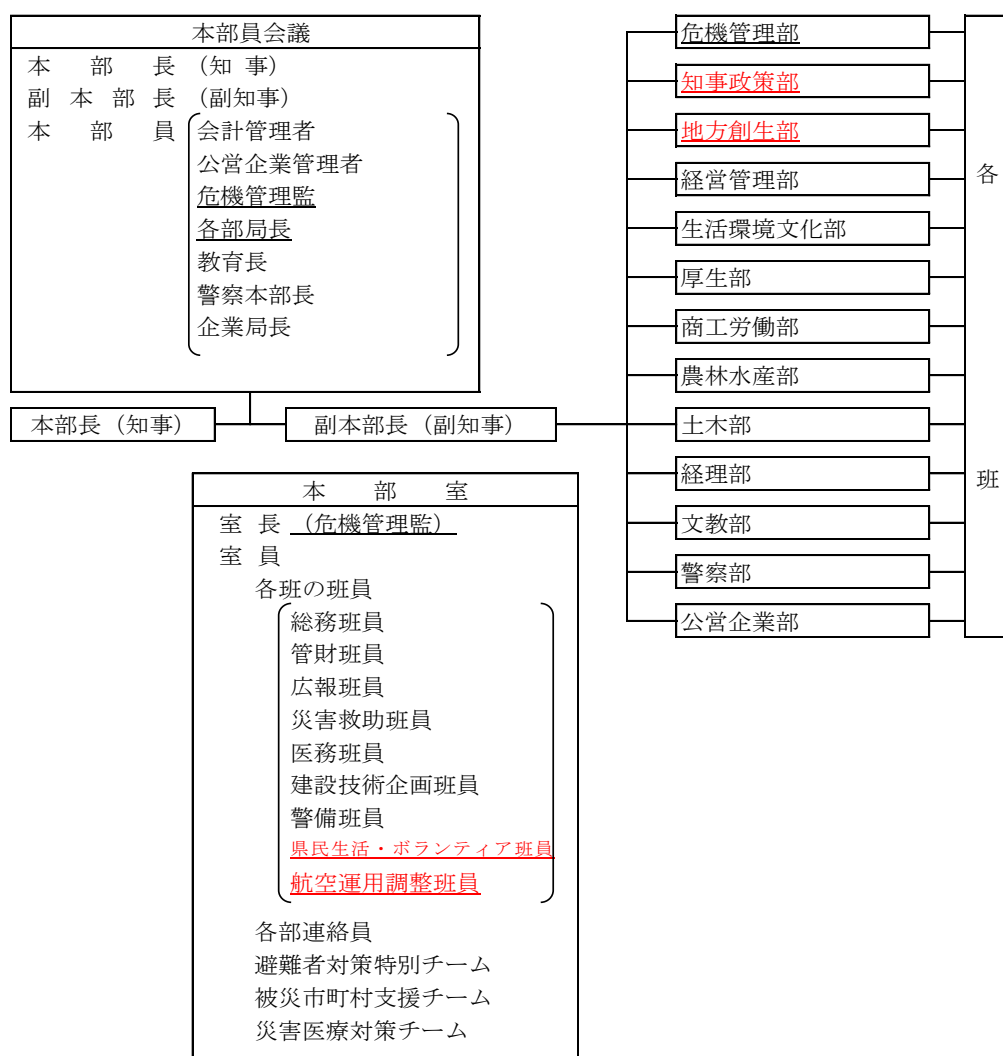 本部員会議
本部長（知事）
副本部長（副知事）
本部員
会計管理者
公営企業管理者
危機管理監
各部局長
教育長
警察本部長
企業局長
本部長（知事）
副本部長（副知事）
危機管理部
知事政策部
地方創生部
経営管理部
生活環境文化部
厚生部
商工労働部
農林水産部
土木部
経理部
文教部
警察部
公営企業部
各
班
本部室
室長（危機管理監）
室員
各班の班員
総務班員
管財班員
広報班員
災害救助班員
医務班員
建設技術企画班員
警備班員
県民生活・ボランティア班員
航空運用調整班員
各部連絡員
避難者対策特別チーム
被災市町村支援チーム
災害医療対策チーム